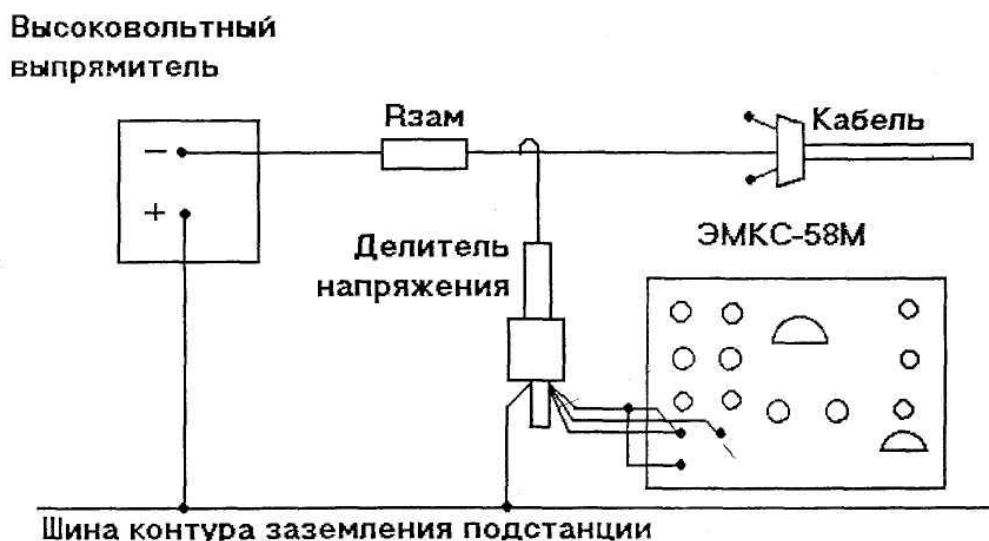 Высоковольтный
выпрямитель
Rзам
Кабель
−
+
Делитель
напряжения
ЭМКС-58М
Шина контура заземления подстанции